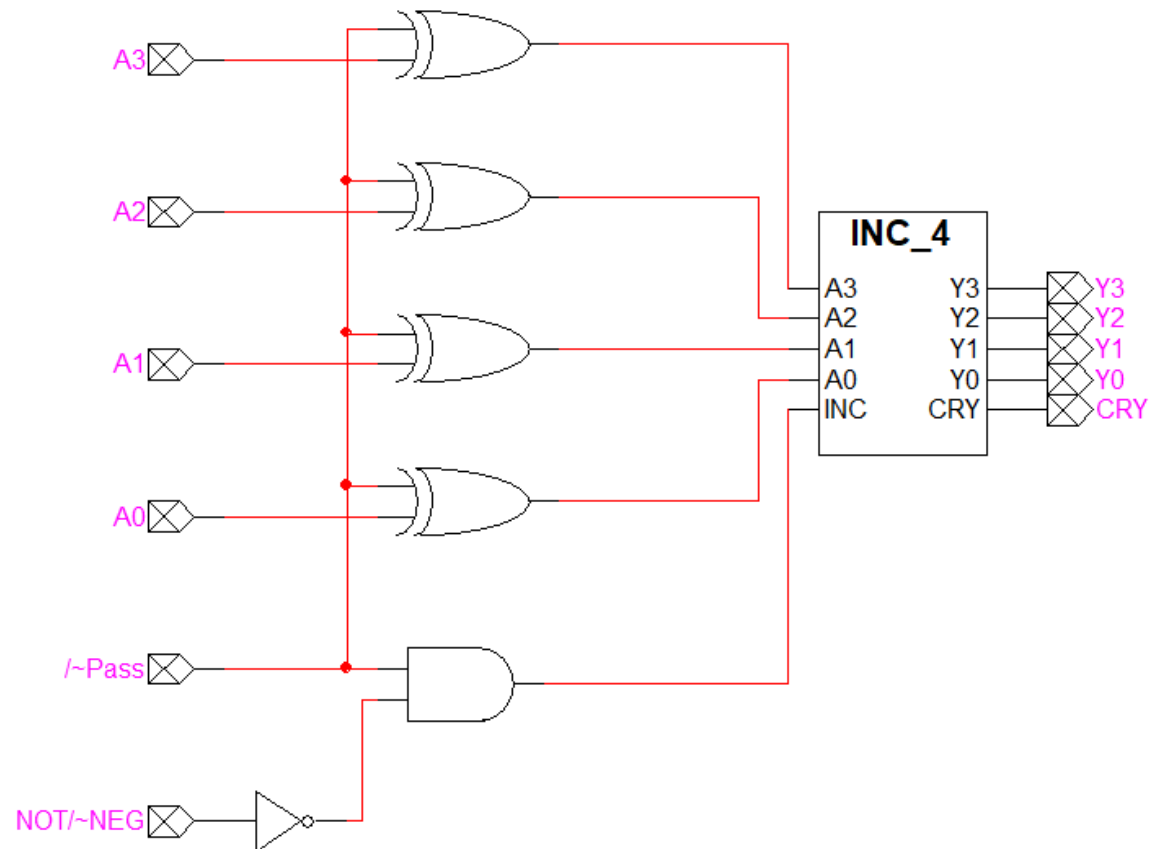 A3
A2
A1
A0
/~Pass
NOT/~NEG
INC_4
A3 Y3
A2 Y2
A1 Y1
A0 Y0
INC CRY
Y3
Y2
Y1
Y0
CRY